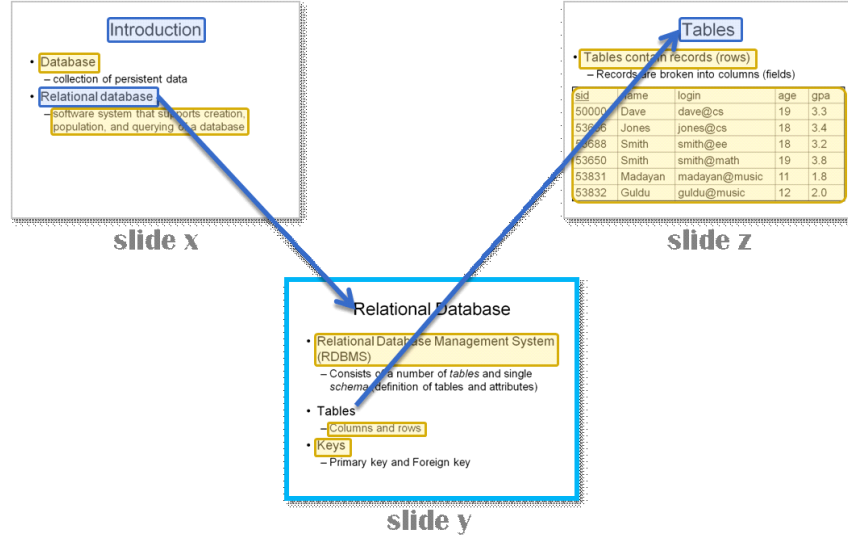 Introduction
• Database
– collection of persistent data
• Relational database
– software system that supports creation,
population, and querying of a database
slide x
Tables
• Tables contain records (rows)
– Records are broken into columns (fields)
sid name login age gpa
50000 Dave dave@cs 19 3.3
Jones jones@cs 18 3.4
53688 Smith smith@ee 18 3.2
53650 Smith smith@math 19 3.8
53831 Madayan madayan@music 11 1.8
53832 Guldu guldu@music 12 2.0
slide z
Relational Database
• Relational Database Management System
(RDBMS)
– Consists of a number of tables and single
schema (definition of tables and attributes)
• Tables
– Columns and rows
• Keys
– Primary key and Foreign key
slide y